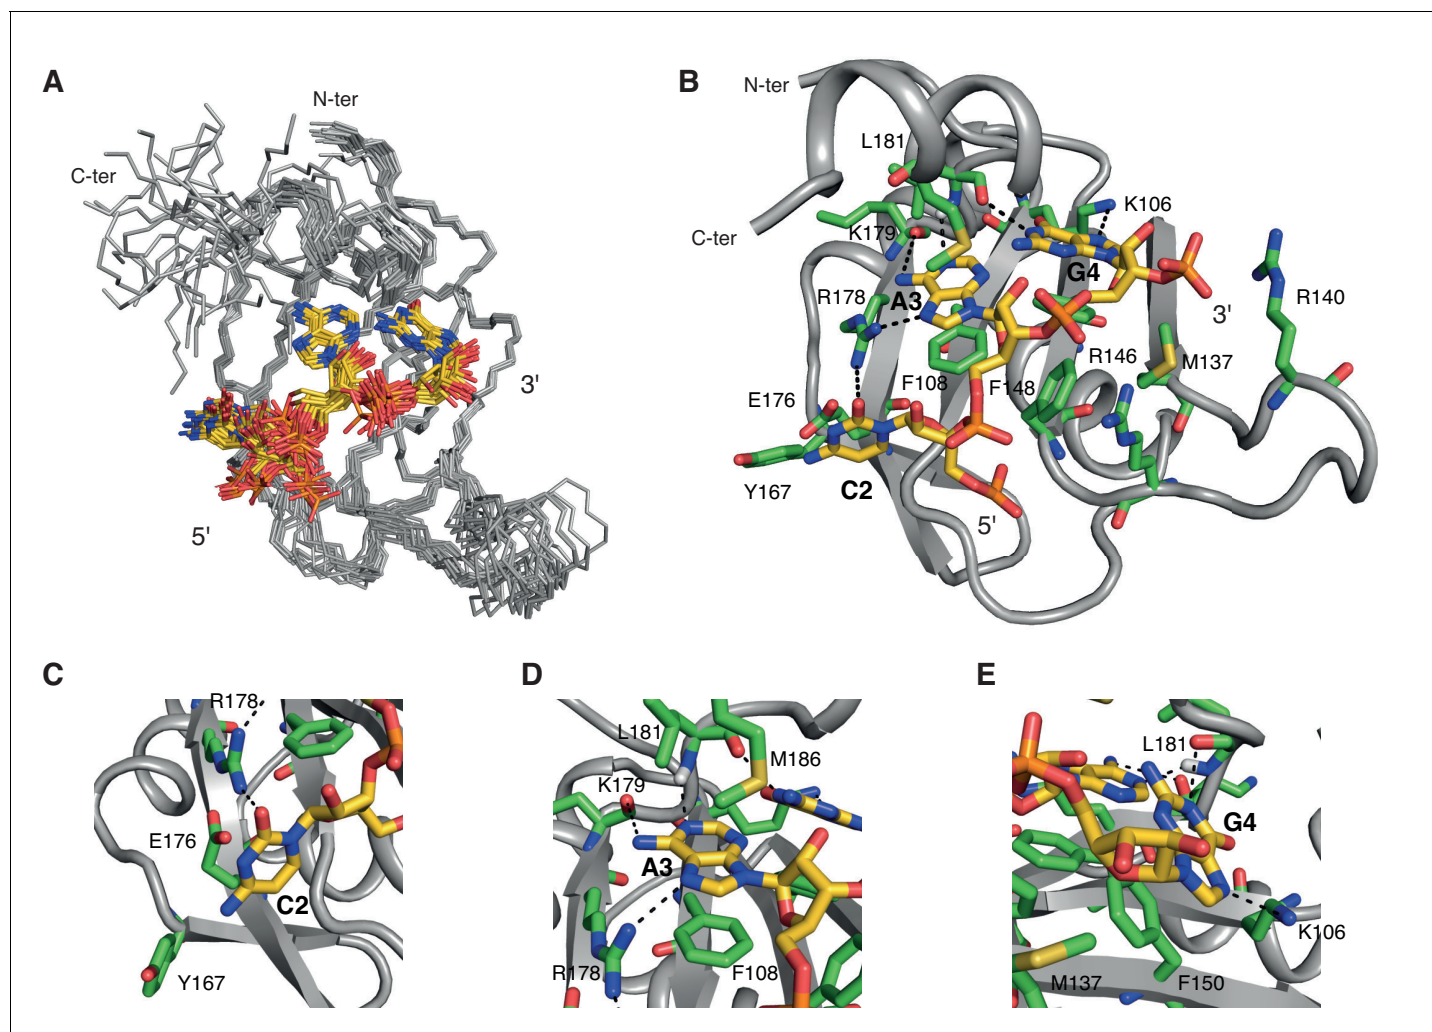 A
N-ter
C-ter
3'
5'
B
N-ter
L181
K106
C-ter
K179
G4
R178
A3
R140
3'
R146
M137
F108
F148
E176
Y167
C2
5'
C
R178
E176
C2
Y167
D
L181
M186
K179
A3
R178
F108
E
L181
G4
K106
M137
F150